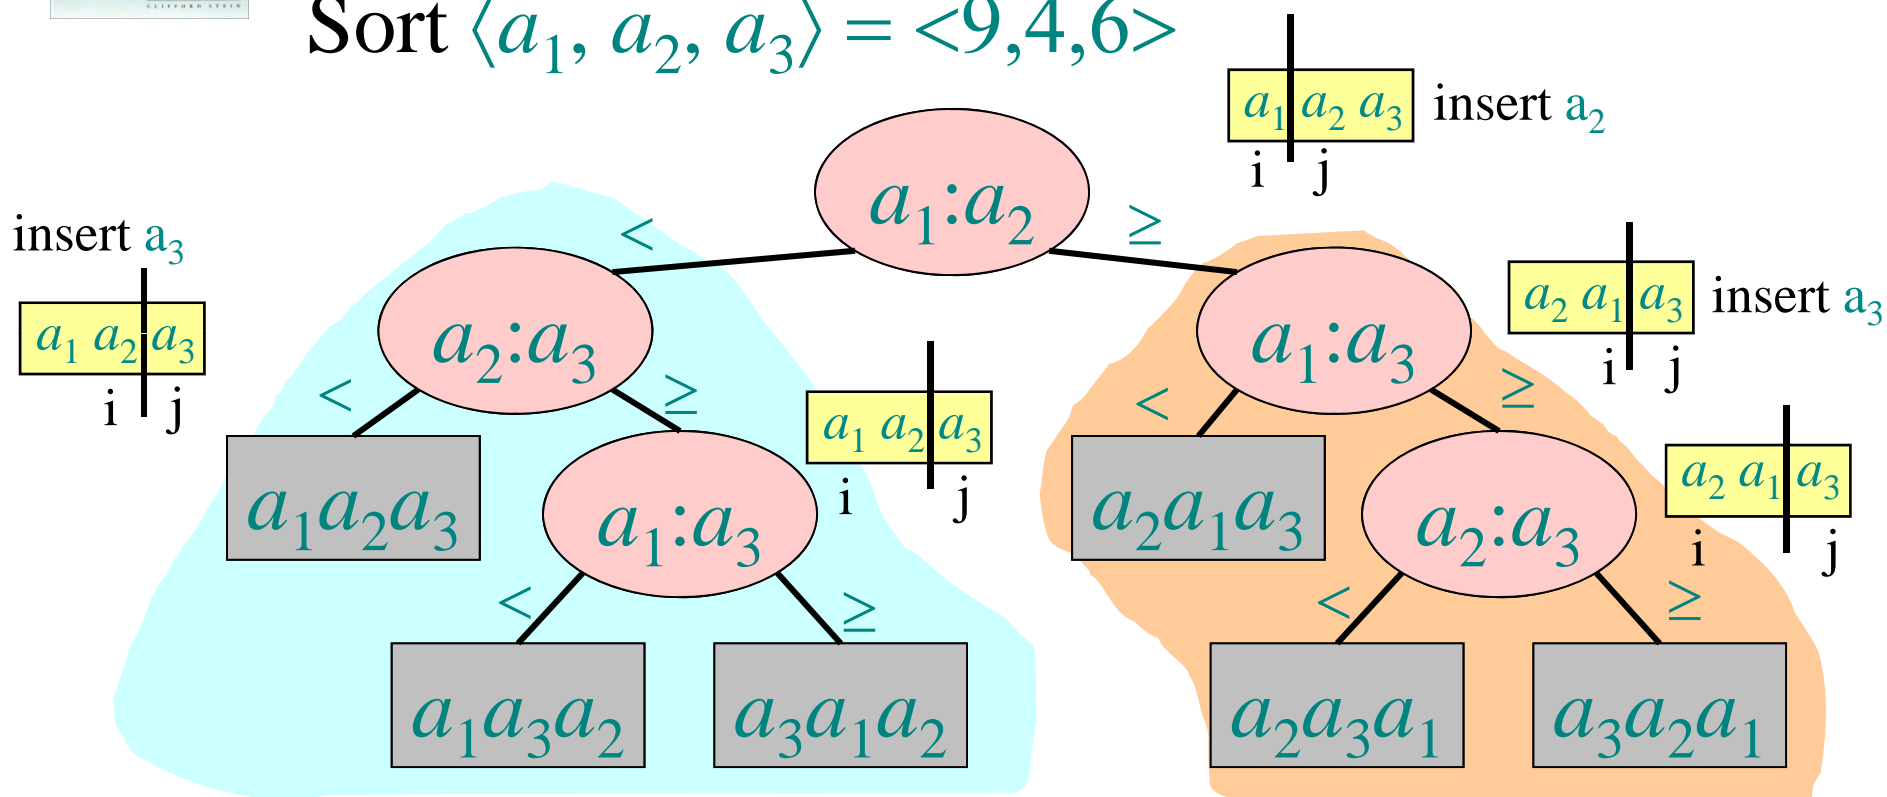 CLIFFORD STEIN
Sort ⟨a₁, a₂, a₃⟩ = <9,4,6>
a₁ a₂ a₃ insert a₂
i j
a₁:a₂
< ≥
insert a₃
a₁ a₂ a₃
i j
a₂:a₃
< ≥
a₁ a₂ a₃
i j
a₁:a₃
< ≥
a₂ a₁ a₃ insert a₃
i j
a₁a₂a₃
a₁:a₃
< ≥
a₂a₁a₃
a₂:a₃
< ≥
a₂ a₁ a₃
i j
a₁a₃a₂
a₃a₁a₂
a₂a₃a₁
a₃a₂a₁